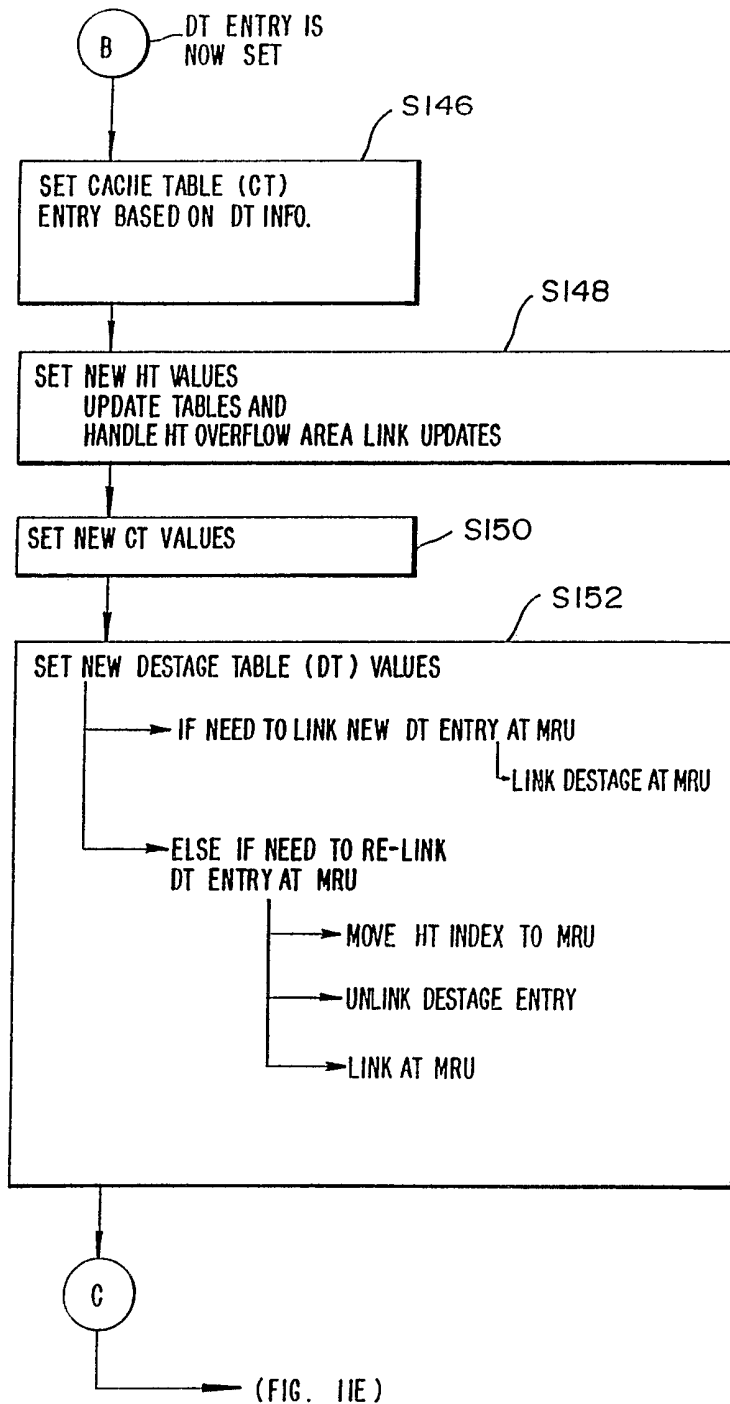 B
DT ENTRY IS
NOW SET
S146
SET CACHE TABLE (CT)
ENTRY BASED ON DT INFO.
S148
SET NEW HT VALUES
UPDATE TABLES AND
HANDLE HT OVERFLOW AREA LINK UPDATES
SET NEW CT VALUES
S150
S152
SET NEW DESTAGE TABLE (DT) VALUES
IF NEED TO LINK NEW DT ENTRY AT MRU
LINK DESTAGE AT MRU
ELSE IF NEED TO RE-LINK
DT ENTRY AT MRU
MOVE HT INDEX TO MRU
UNLINK DESTAGE ENTRY
LINK AT MRU
C
(FIG. 11E)